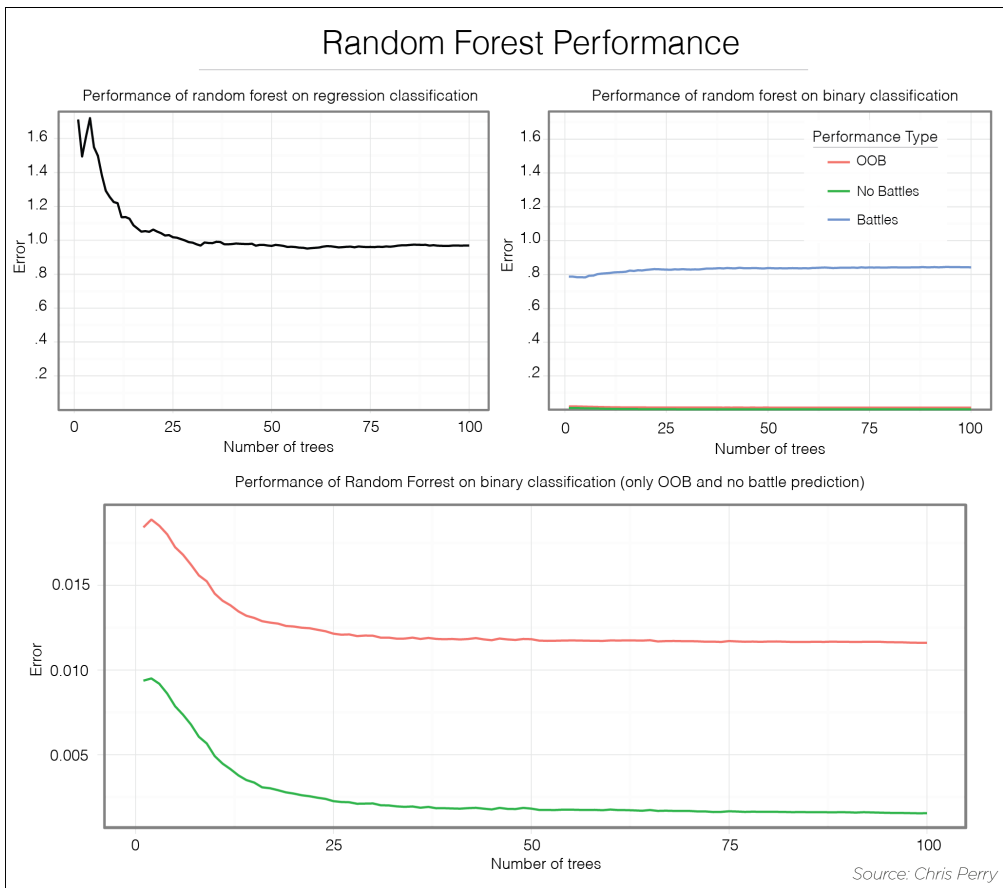 Random Forest Performance
Performance of random forest on regression classification
1.6
1.4
1.2
1.0
.8
.6
.4
.2
Error
0 25 50 75 100
Number of trees
Performance of random forest on binary classification
1.6
1.4
1.2
1.0
.8
.6
.4
.2
Error
Performance Type
OOB
No Battles
Battles
0 25 50 75 100
Number of trees
Performance of Random Forrest on binary classification (only OOB and no battle prediction)
0.015
0.010
0.005
Error
0 25 50 75 100
Number of trees
Source: Chris Perry